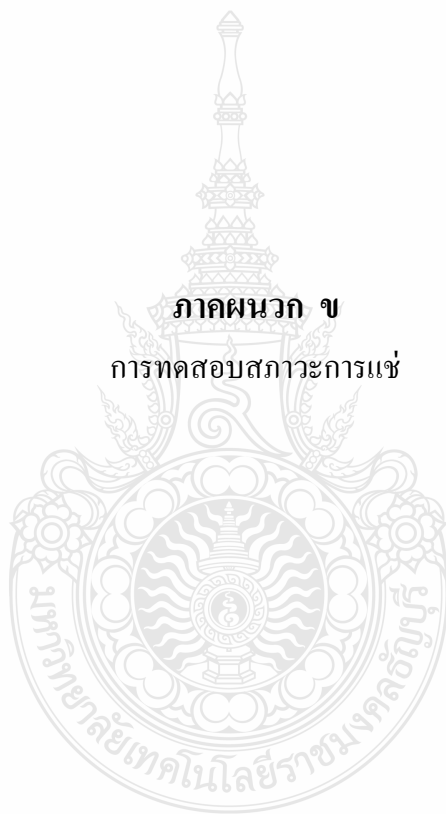 ภาคผนวก ข
การทดสอบสภาวะการแช่
มหาวิทยาลัยเทคโนโลยีราชมงคลธัญบุรี